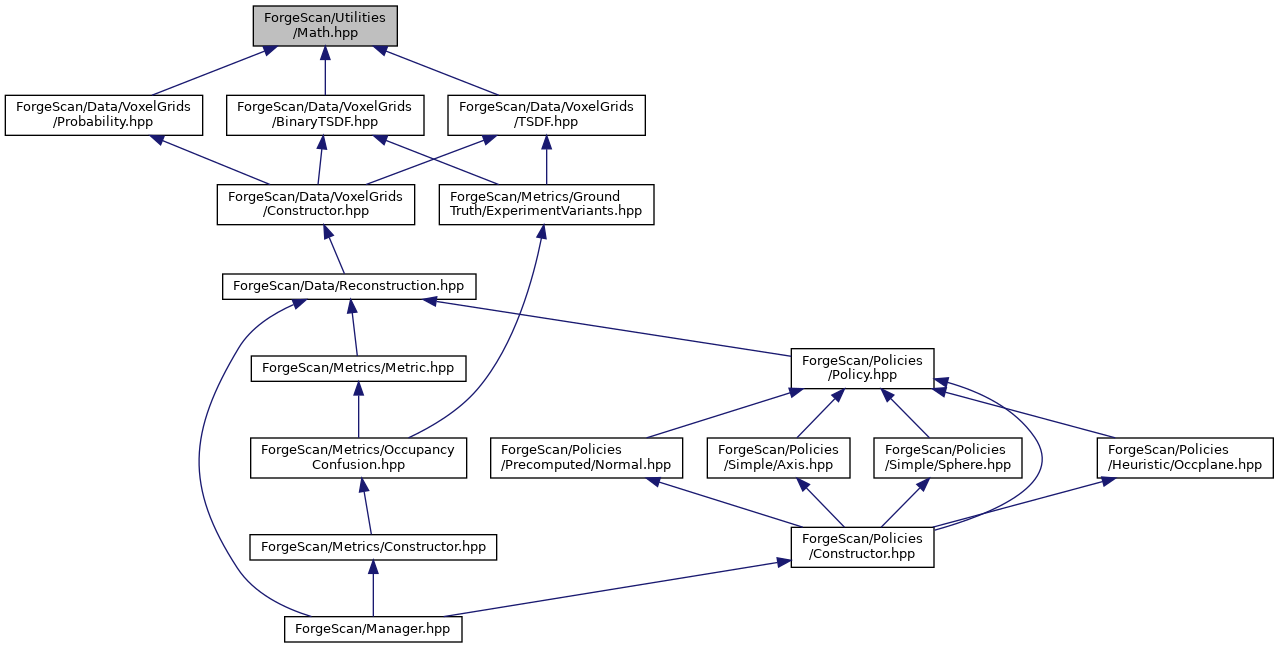 ForgeScan/Utilities
/Math.hpp
ForgeScan/Data/VoxelGrids
/Probability.hpp
ForgeScan/Data/VoxelGrids
/BinaryTSDF.hpp
ForgeScan/Data/VoxelGrids
/TSDF.hpp
ForgeScan/Data/VoxelGrids
/Constructor.hpp
ForgeScan/Metrics/Ground
Truth/ExperimentVariants.hpp
ForgeScan/Data/Reconstruction.hpp
ForgeScan/Metrics/Metric.hpp
ForgeScan/Policies
/Policy.hpp
ForgeScan/Metrics/Occupancy
Confusion.hpp
ForgeScan/Policies
/Precomputed/Normal.hpp
ForgeScan/Policies
/Simple/Axis.hpp
ForgeScan/Policies
/Simple/Sphere.hpp
ForgeScan/Policies
/Heuristic/Occplane.hpp
ForgeScan/Metrics/Constructor.hpp
ForgeScan/Policies
/Constructor.hpp
ForgeScan/Manager.hpp